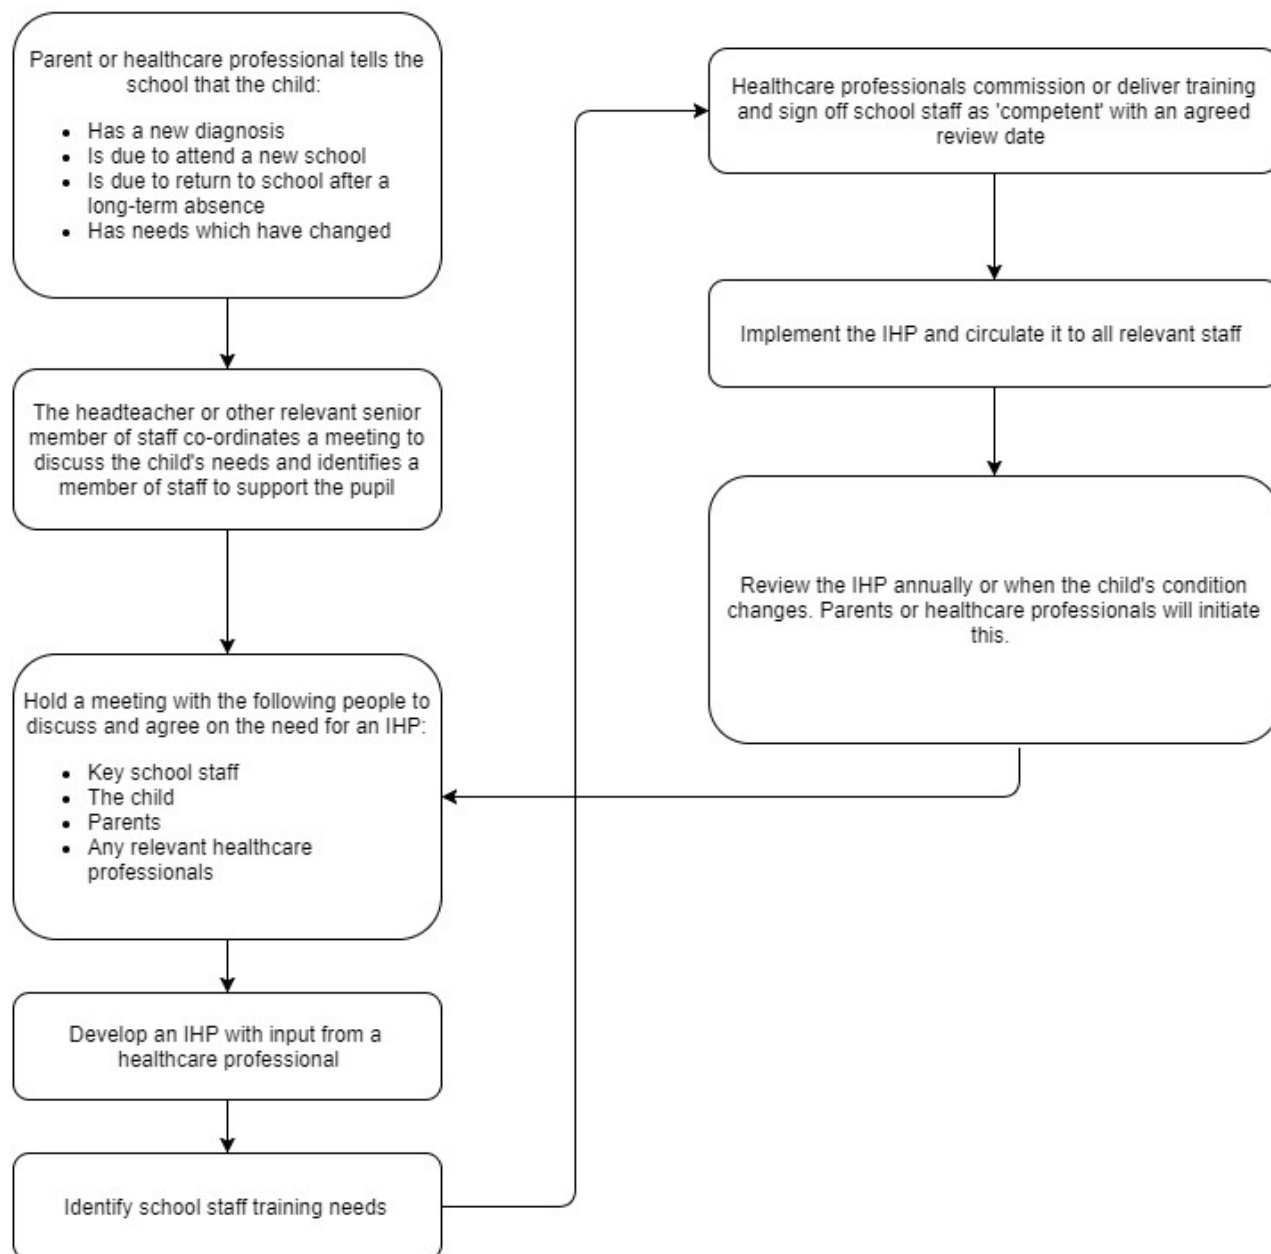 Parent or healthcare professional tells the
school that the child:
• Has a new diagnosis
• Is due to attend a new school
• Is due to return to school after a
long-term absence
• Has needs which have changed
The headteacher or other relevant senior
member of staff co-ordinates a meeting to
discuss the child's needs and identifies a
member of staff to support the pupil
Hold a meeting with the following people to
discuss and agree on the need for an IHP:
• Key school staff
• The child
• Parents
• Any relevant healthcare
professionals
Develop an IHP with input from a
healthcare professional
Identify school staff training needs
Healthcare professionals commission or deliver training
and sign off school staff as 'competent' with an agreed
review date
Implement the IHP and circulate it to all relevant staff
Review the IHP annually or when the child's condition
changes. Parents or healthcare professionals will initiate
this.